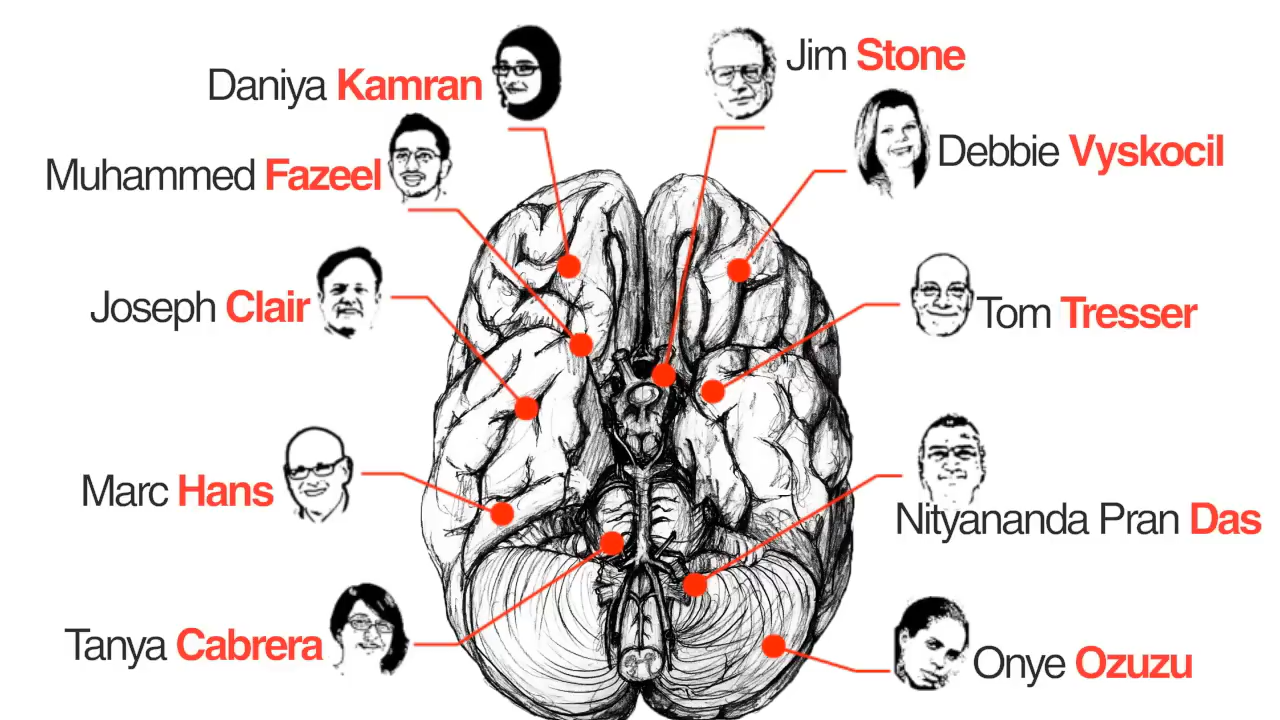 Daniya Kamran
Jim Stone
Muhammed Fazeel
Debbie Vyskocil
Joseph Clair
Tom Tresser
Marc Hans
Nityananda Pran Das
Tanya Cabrera
Onye Ozuzu